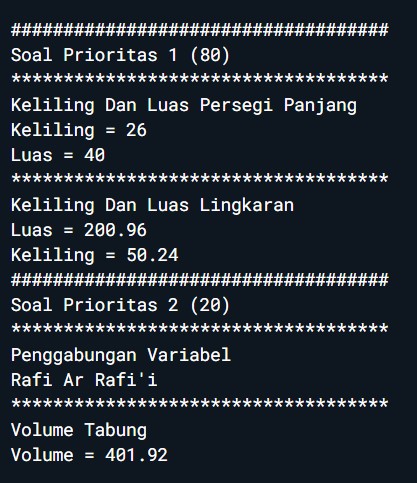 ####################################
Soal Prioritas 1 (80)
************************************
Keliling Dan Luas Persegi Panjang
Keliling = 26
Luas = 40
************************************
Keliling Dan Luas Lingkaran
Luas = 200.96
Keliling = 50.24
####################################
Soal Prioritas 2 (20)
************************************
Penggabungan Variabel
Rafi Ar Rafi'i
************************************
Volume Tabung
Volume = 401.92